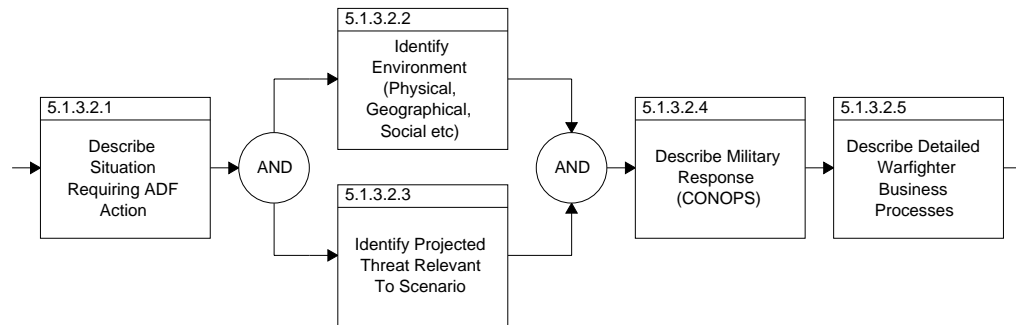 5.1.3.2.1
Describe
Situation
Requiring ADF
Action
AND
5.1.3.2.2
Identify
Environment
(Physical,
Geographical,
Social etc)
5.1.3.2.3
Identify Projected
Threat Relevant
To Scenario
AND
5.1.3.2.4
Describe Military
Response
(CONOPS)
5.1.3.2.5
Describe Detailed
Warfighter
Business
Processes